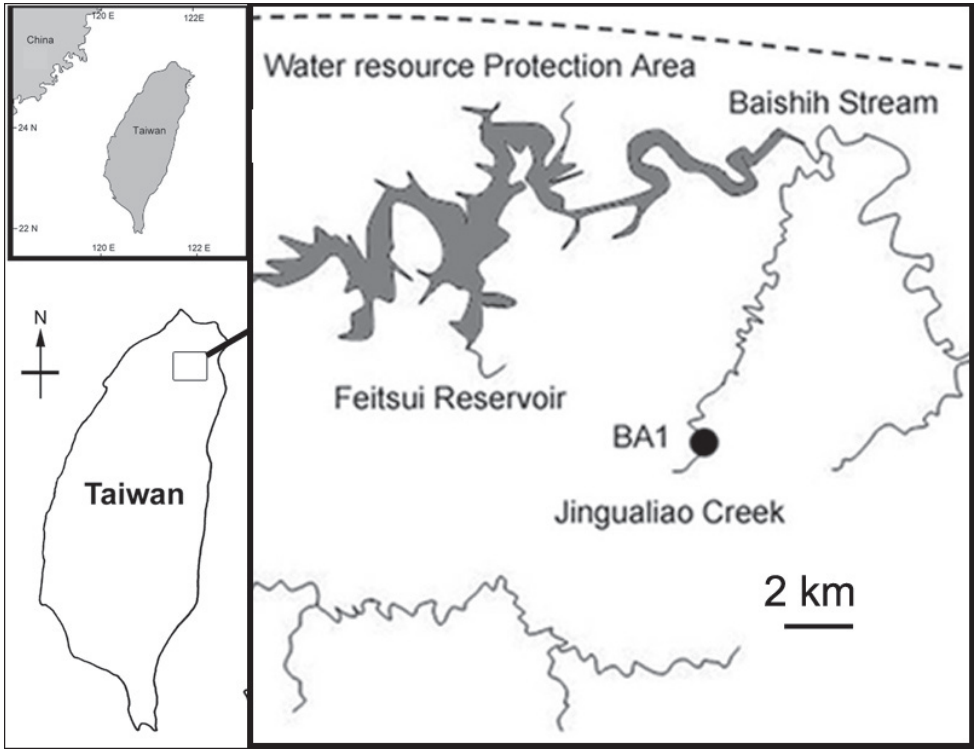 120 E
122E
China
24 N
Taiwan
22 N
120 E
122 E
N
Taiwan
Water resource Protection Area
Baishih Stream
Feitsui Reservoir
BA1
Jingualiao Creek
2 km